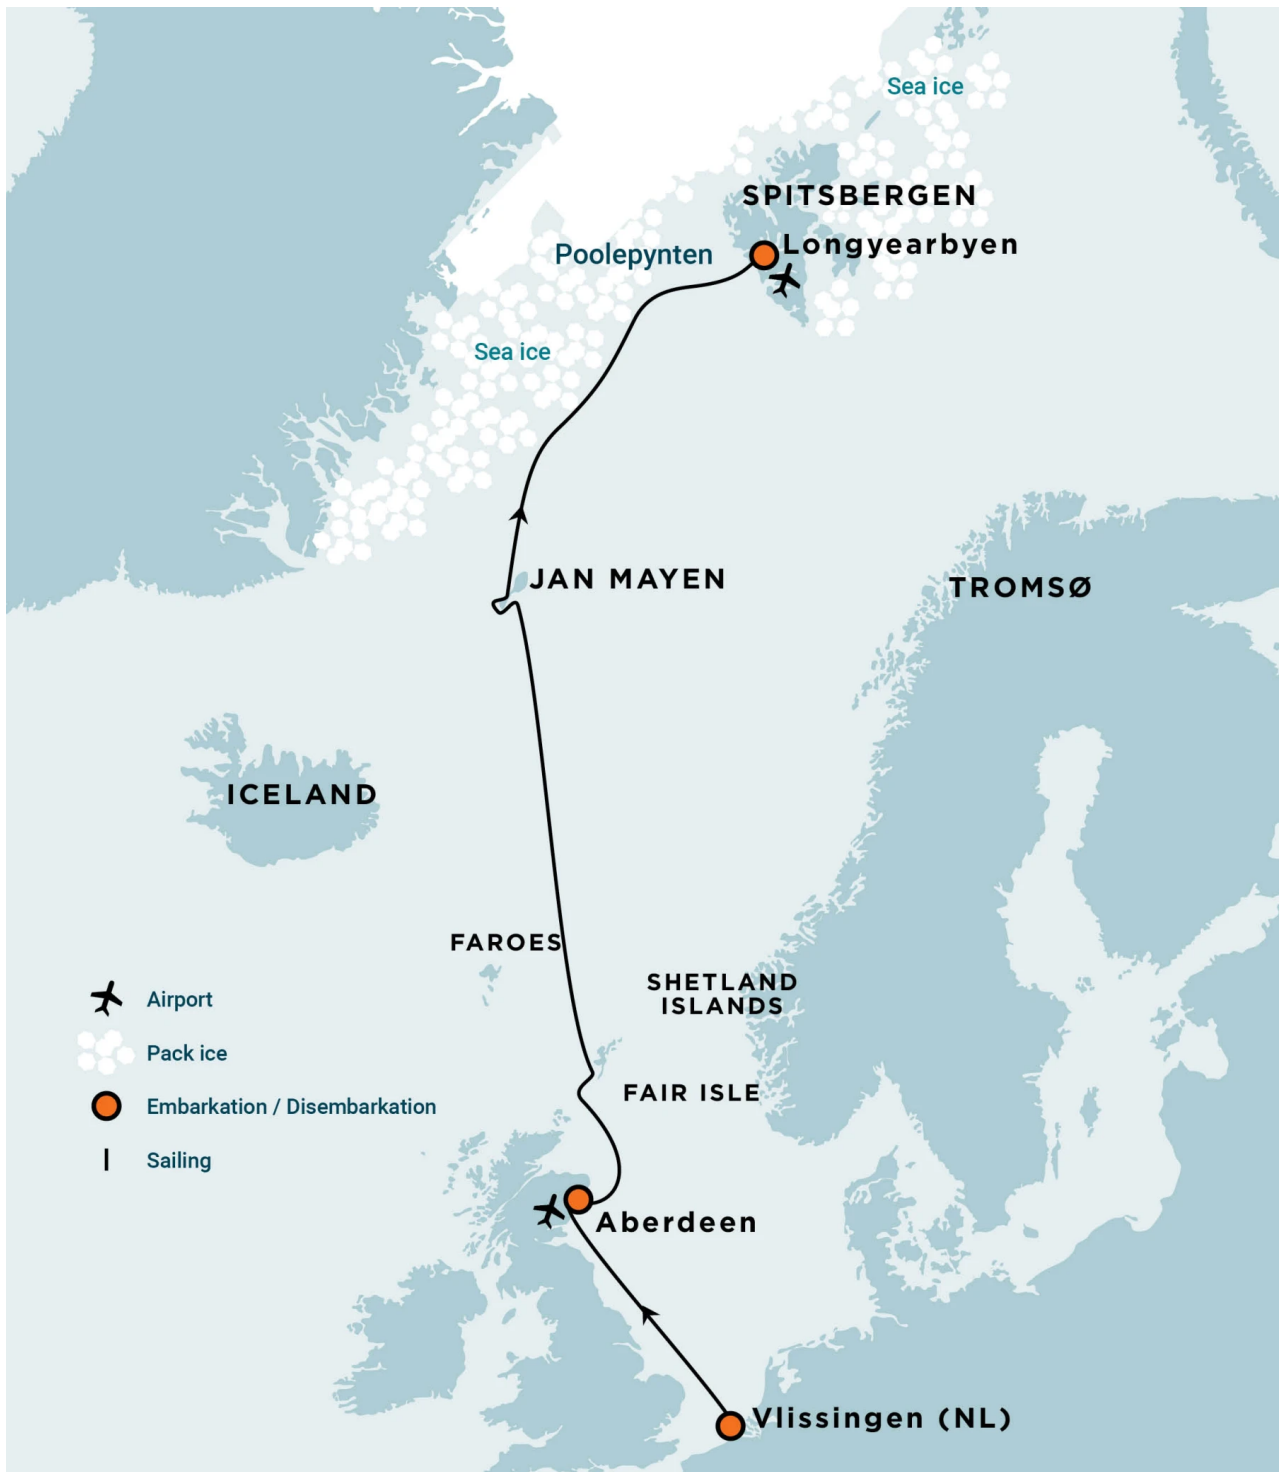 Sea ice
SPITSBERGEN
Longyearbyen
Poolepynten
Sea ice
JAN MAYEN
TROMSØ
ICELAND
FAROES
SHETLAND
ISLANDS
Airport
Pack ice
FAIR ISLE
Embarkation / Disembarkation
Sailing
Aberdeen
Vlissingen (NL)